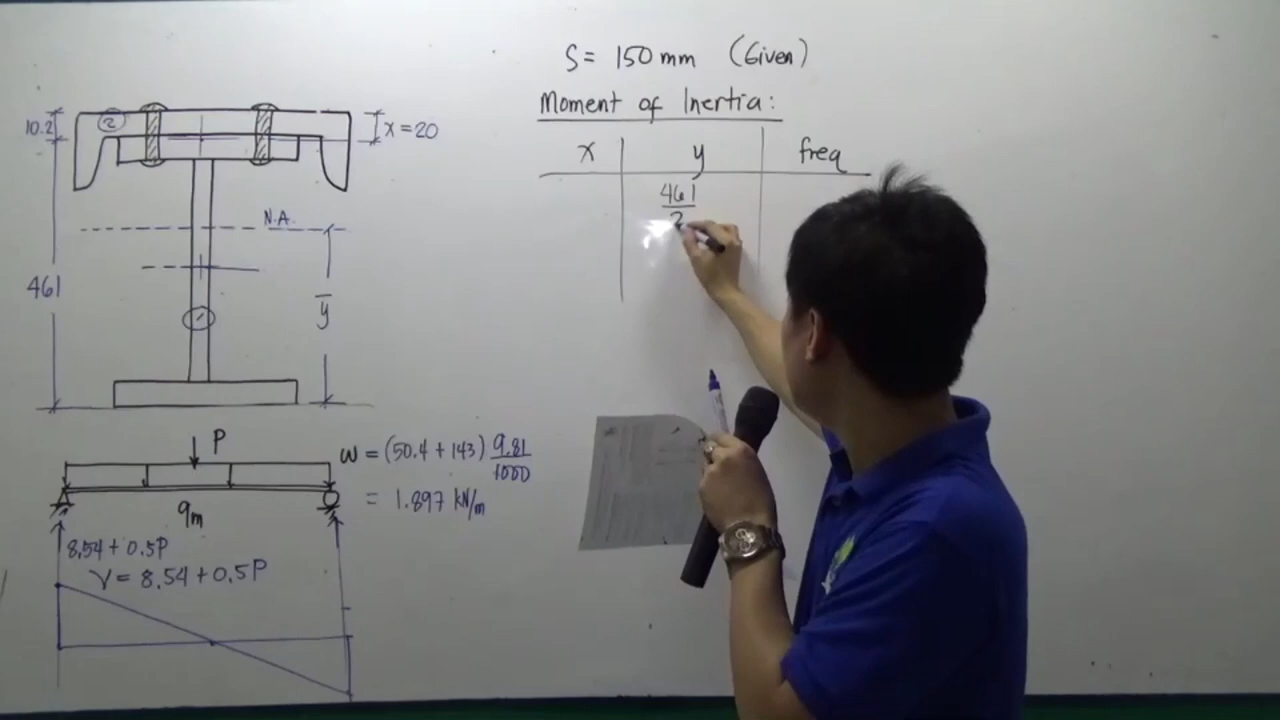 S = 150 mm (Given)
Moment of Inertia:
x y freq
461
2
10.2
2
x = 20
N.A.
461
y̅
1
P
9m
w = (50.4 + 143) 9.81
1000
= 1.897 kN/m
8.54 + 0.5P
V = 8.54 + 0.5P